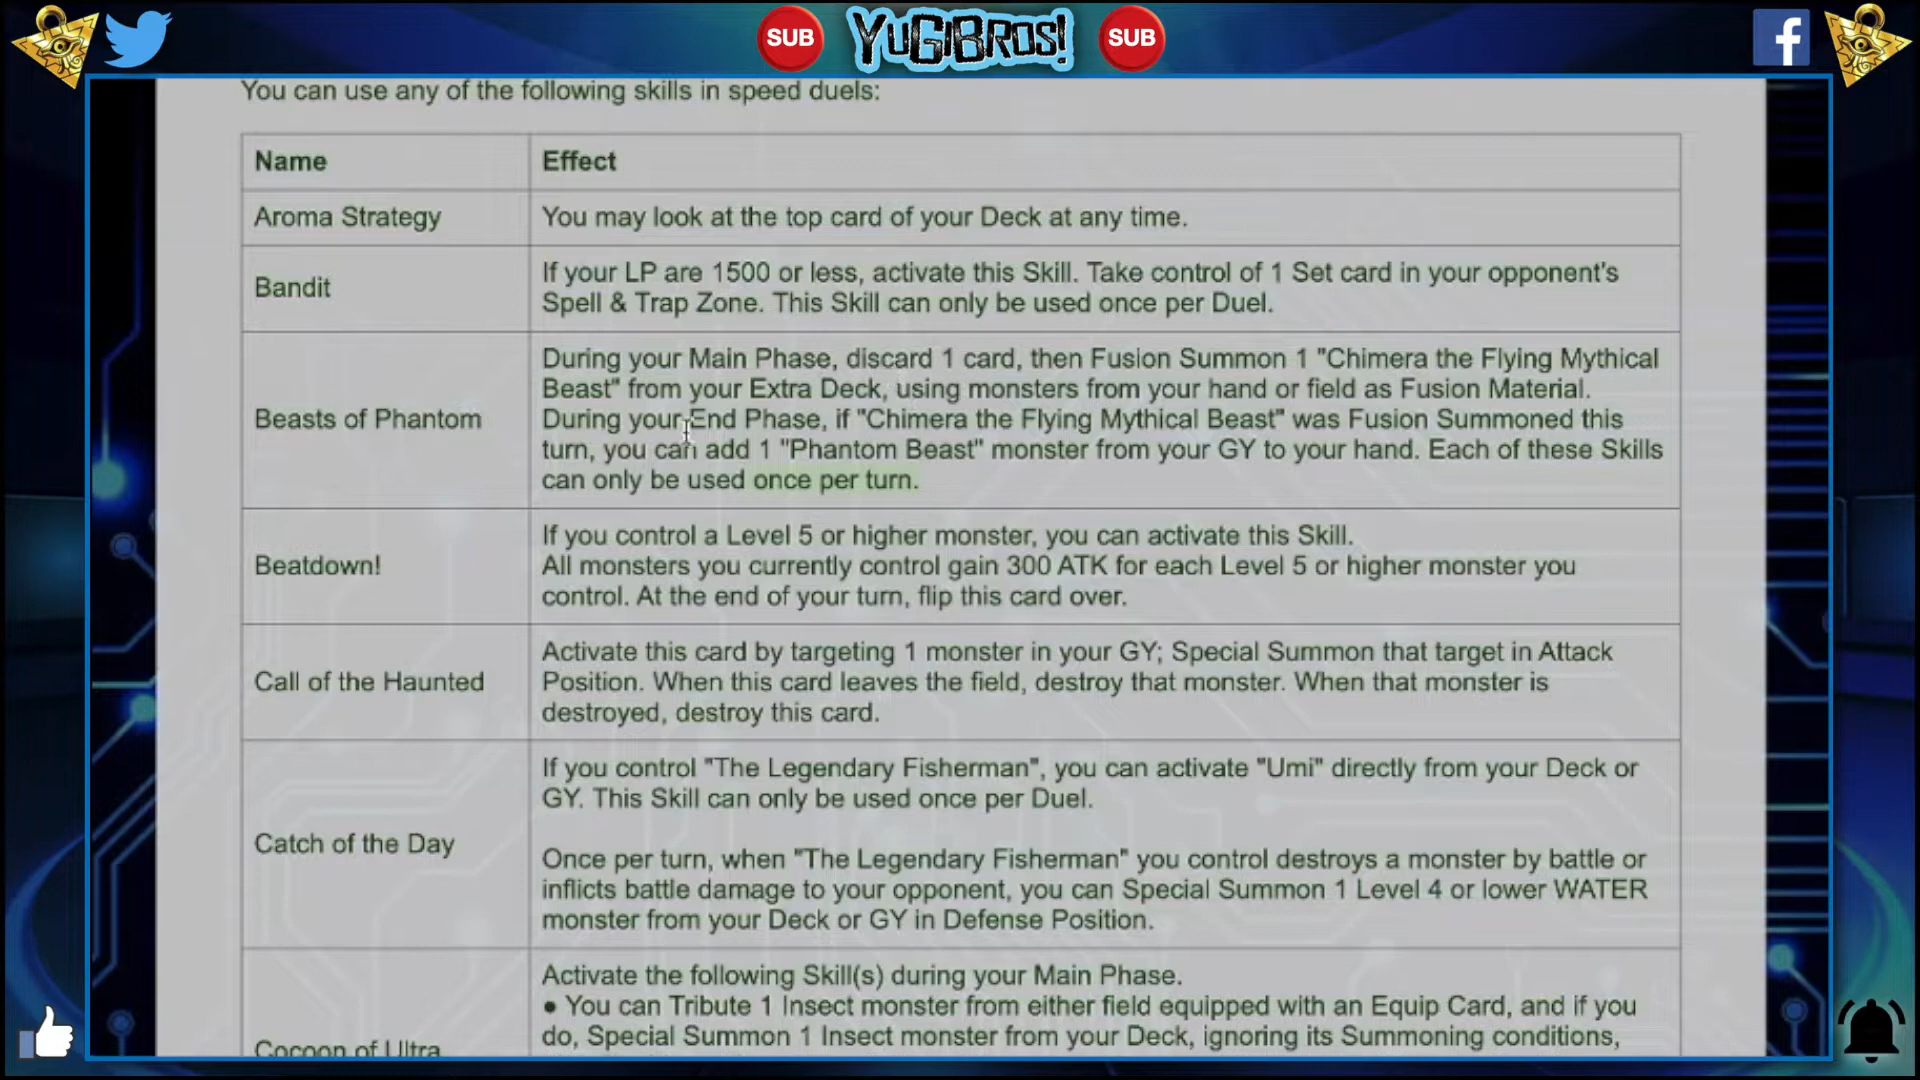 SUB YUGIBROS! SUB
You can use any of the following skills in speed duels:
Name Effect
Aroma Strategy You may look at the top card of your Deck at any time.
Bandit
If your LP are 1500 or less, activate this Skill. Take control of 1 Set card in your opponent's
Spell & Trap Zone. This Skill can only be used once per Duel.
Beasts of Phantom
During your Main Phase, discard 1 card, then Fusion Summon 1 "Chimera the Flying Mythical
Beast" from your Extra Deck, using monsters from your hand or field as Fusion Material.
During your End Phase, if "Chimera the Flying Mythical Beast" was Fusion Summoned this
turn, you can add 1 "Phantom Beast" monster from your GY to your hand. Each of these Skills
can only be used once per turn.
Beatdown!
If you control a Level 5 or higher monster, you can activate this Skill.
All monsters you currently control gain 300 ATK for each Level 5 or higher monster you
control. At the end of your turn, flip this card over.
Call of the Haunted
Activate this card by targeting 1 monster in your GY; Special Summon that target in Attack
Position. When this card leaves the field, destroy that monster. When that monster is
destroyed, destroy this card.
Catch of the Day
If you control "The Legendary Fisherman", you can activate "Umi" directly from your Deck or
GY. This Skill can only be used once per Duel.
Once per turn, when "The Legendary Fisherman" you control destroys a monster by battle or
inflicts battle damage to your opponent, you can Special Summon 1 Level 4 or lower WATER
monster from your Deck or GY in Defense Position.
Cocoon of Ultra
Activate the following Skill(s) during your Main Phase.
● You can Tribute 1 Insect monster from either field equipped with an Equip Card, and if you
do, Special Summon 1 Insect monster from your Deck, ignoring its Summoning conditions,